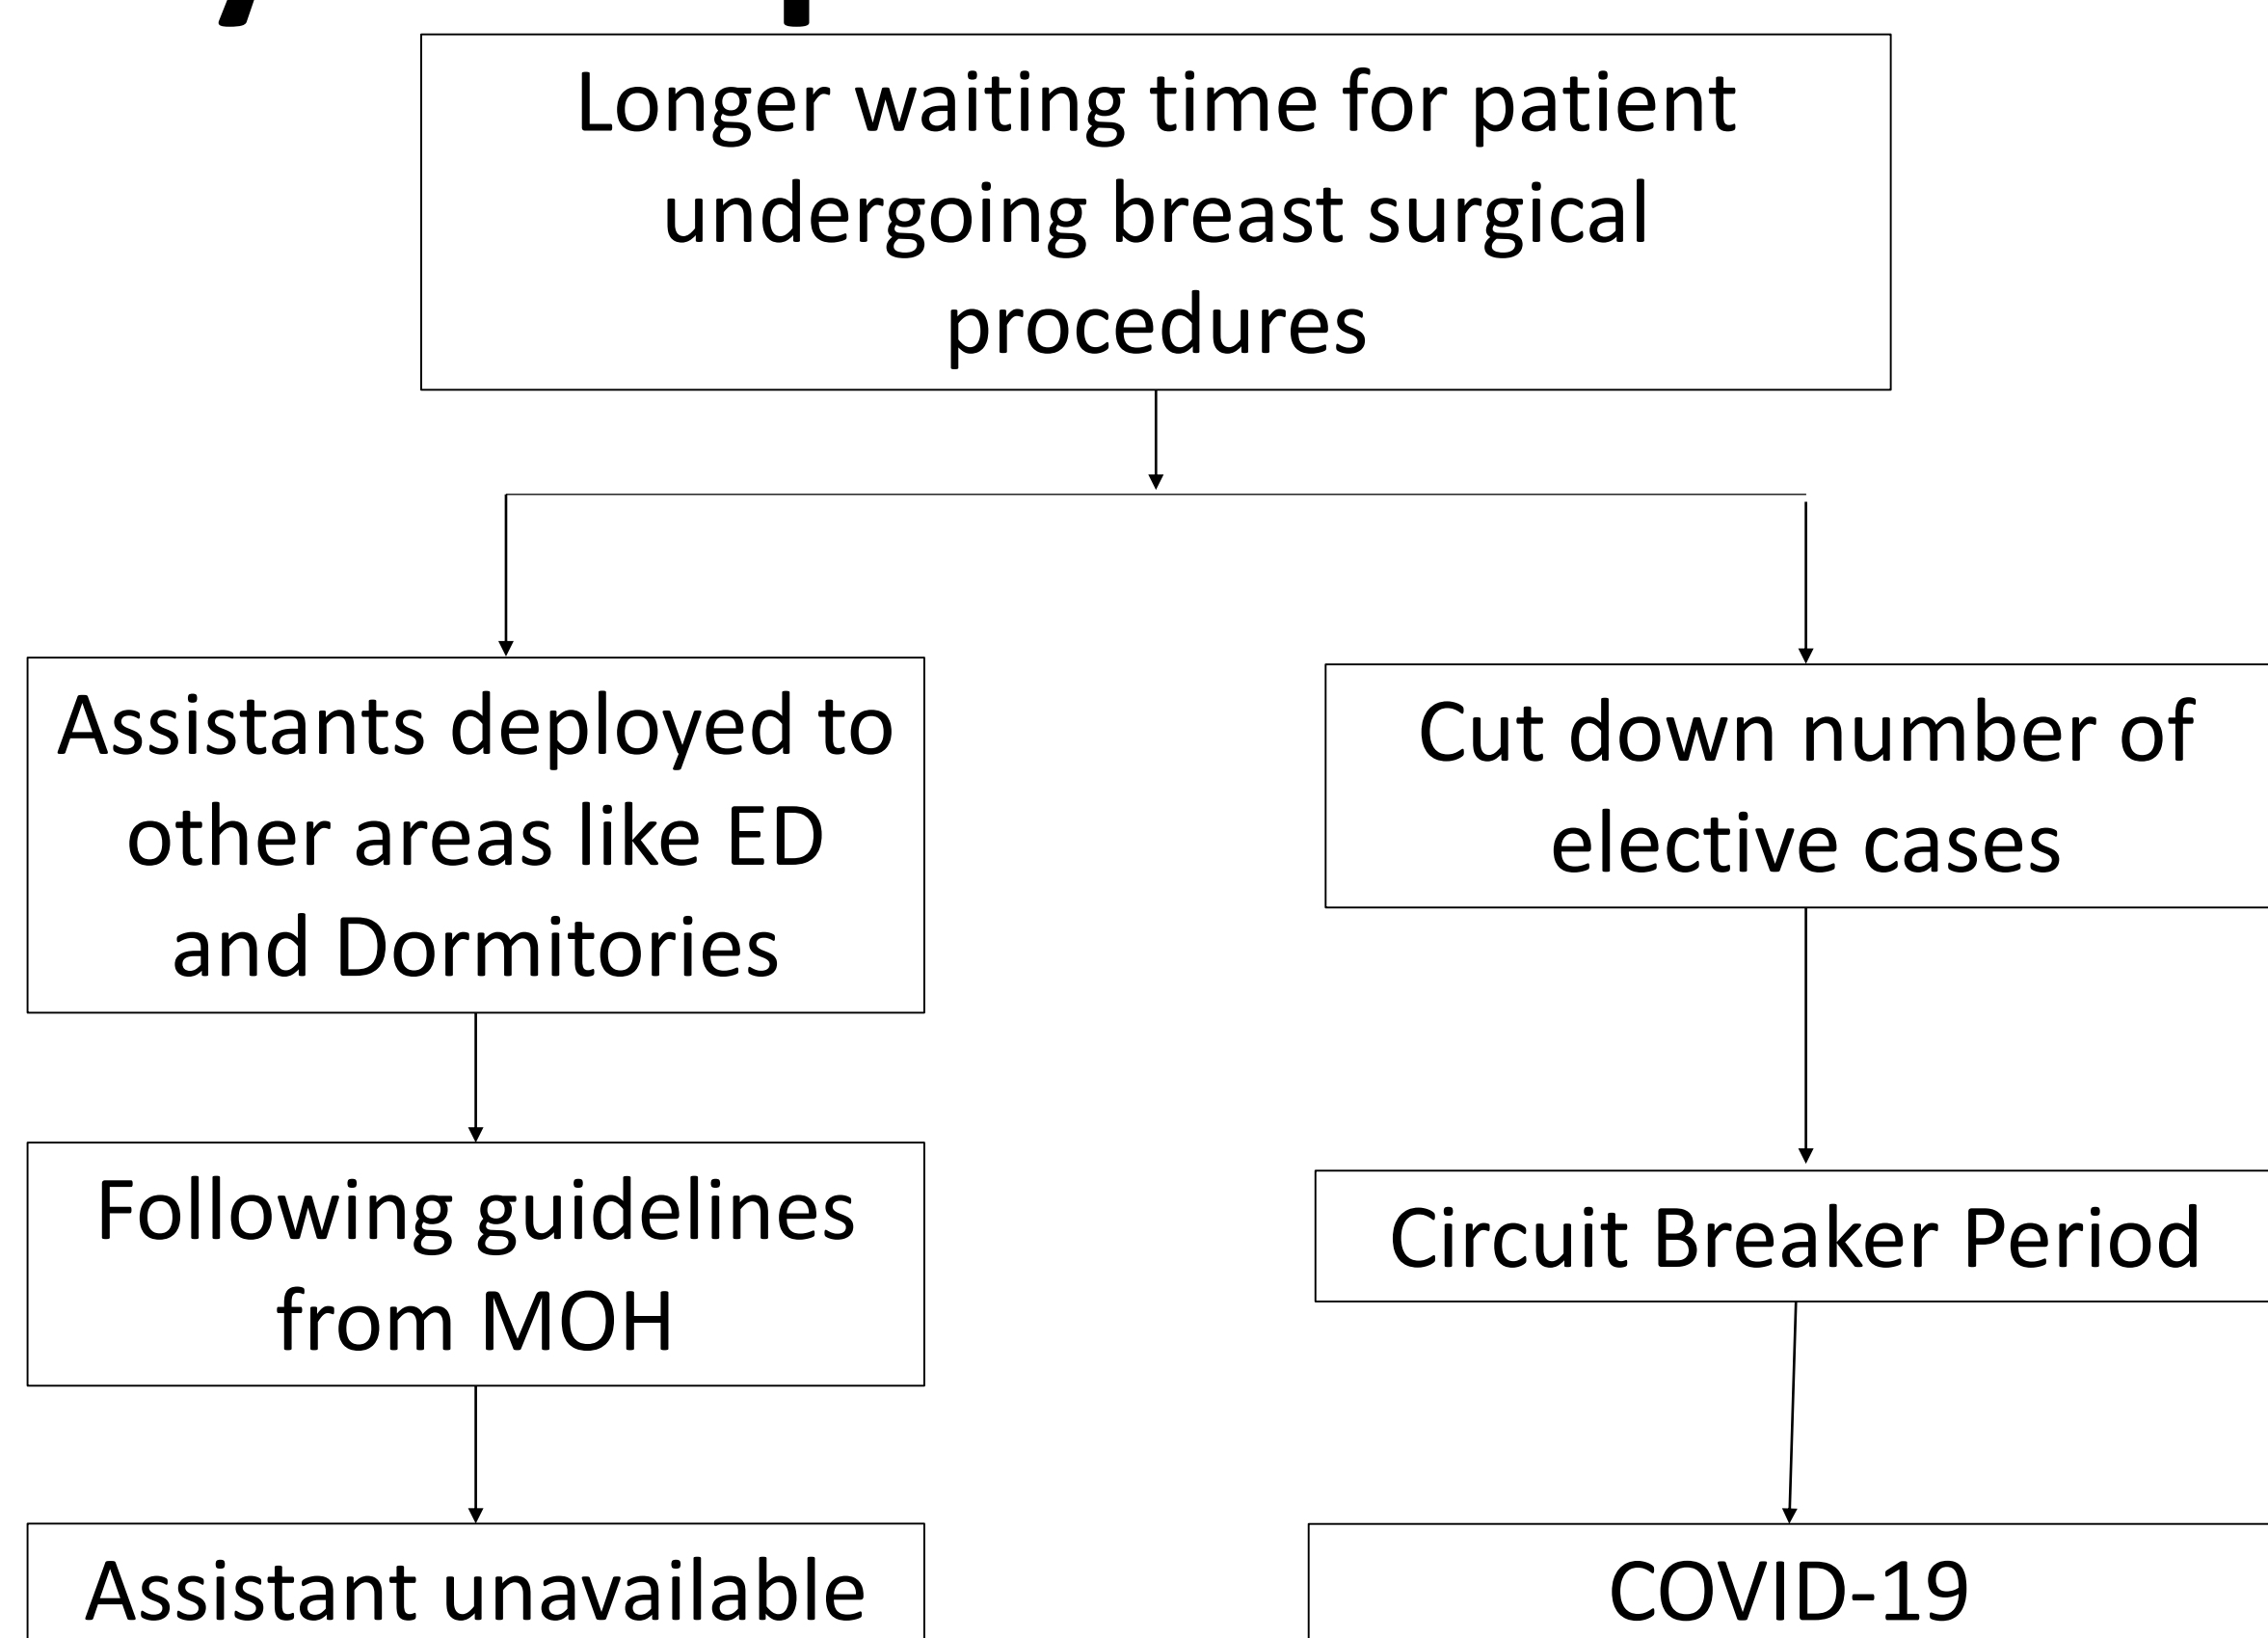 Longer waiting time for patient
undergoing breast surgical
procedures
Assistants deployed to
other areas like ED
and Dormitories
Cut down number of
elective cases
Following guidelines
from MOH
Circuit Breaker Period
Assistant unavailable
COVID-19